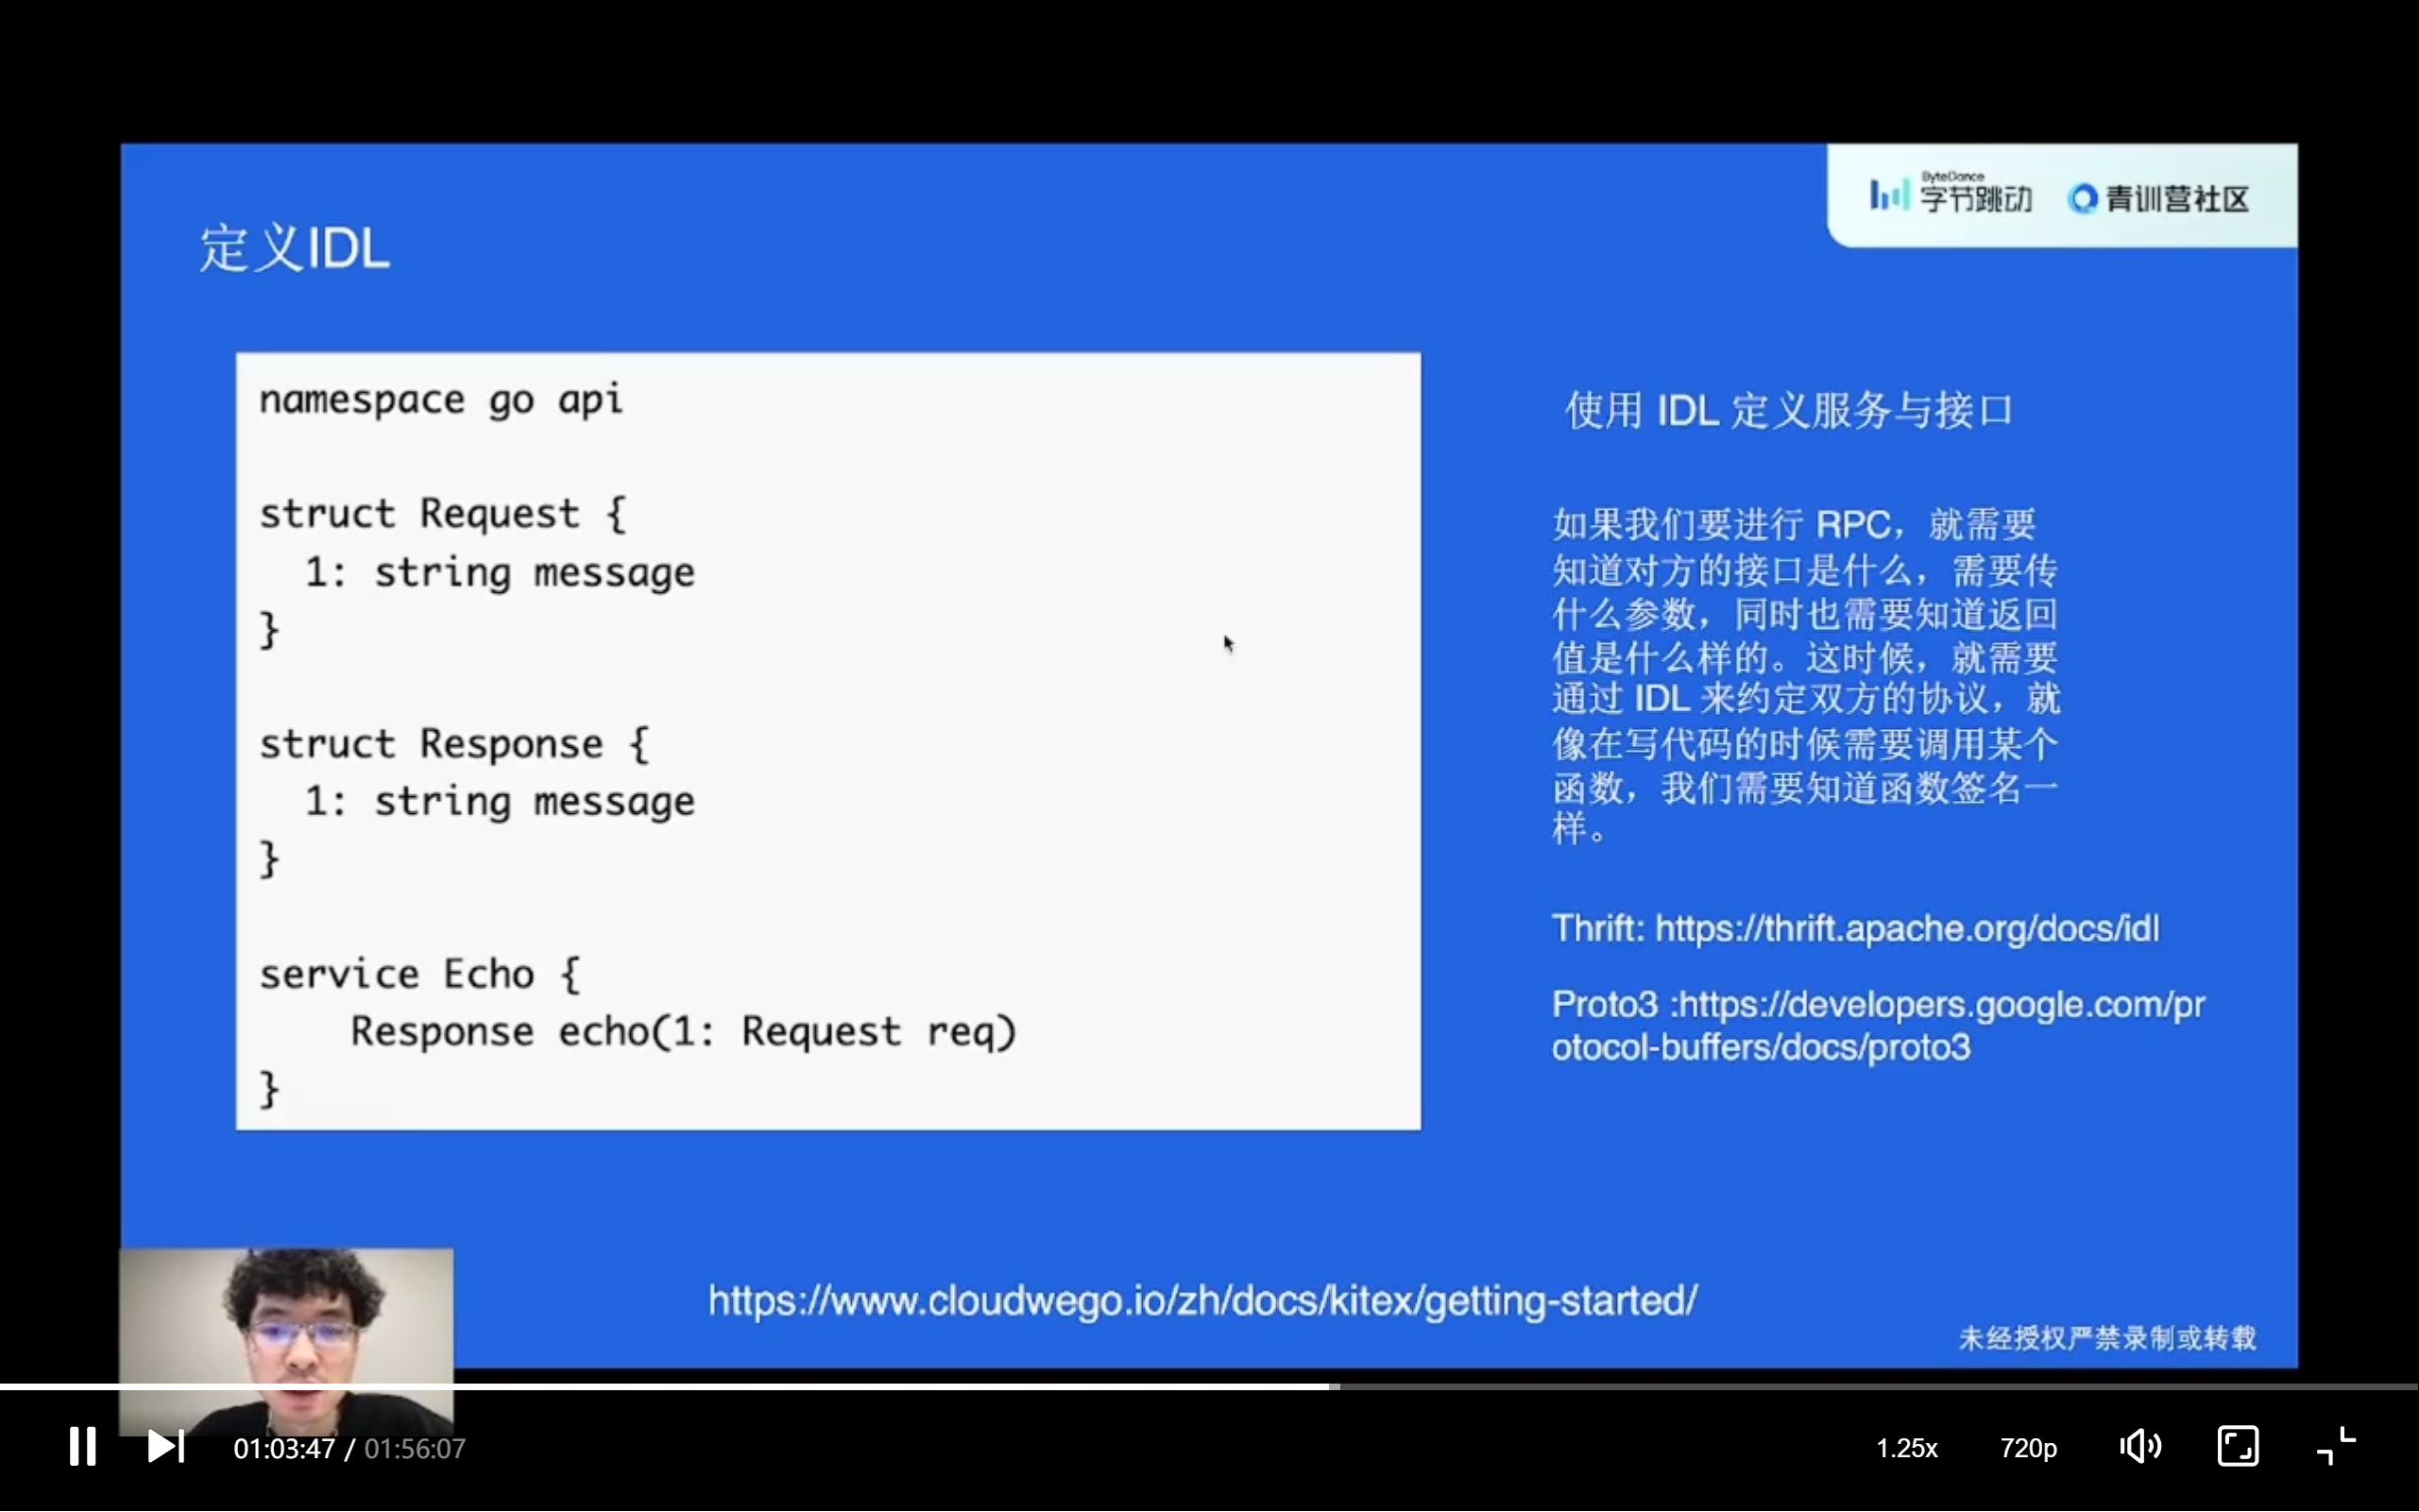 ByteDance
字节跳动
青训营社区
定义IDL
namespace go api
struct Request {
1: string message
}
struct Response {
1: string message
}
service Echo {
Response echo(1: Request req)
}
使用 IDL 定义服务与接口
如果我们要进行 RPC，就需要
知道对方的接口是什么，需要传
什么参数，同时也需要知道返回
值是什么样的。这时候，就需要
通过 IDL 来约定双方的协议，就
像在写代码的时候需要调用某个
函数，我们需要知道函数签名一
样。
Thrift: https://thrift.apache.org/docs/idl
Proto3 :https://developers.google.com/pr
otocol-buffers/docs/proto3
https://www.cloudwego.io/zh/docs/kitex/getting-started/
未经授权严禁录制或转载
01:03:47 / 01:56:07
1.25x
720p